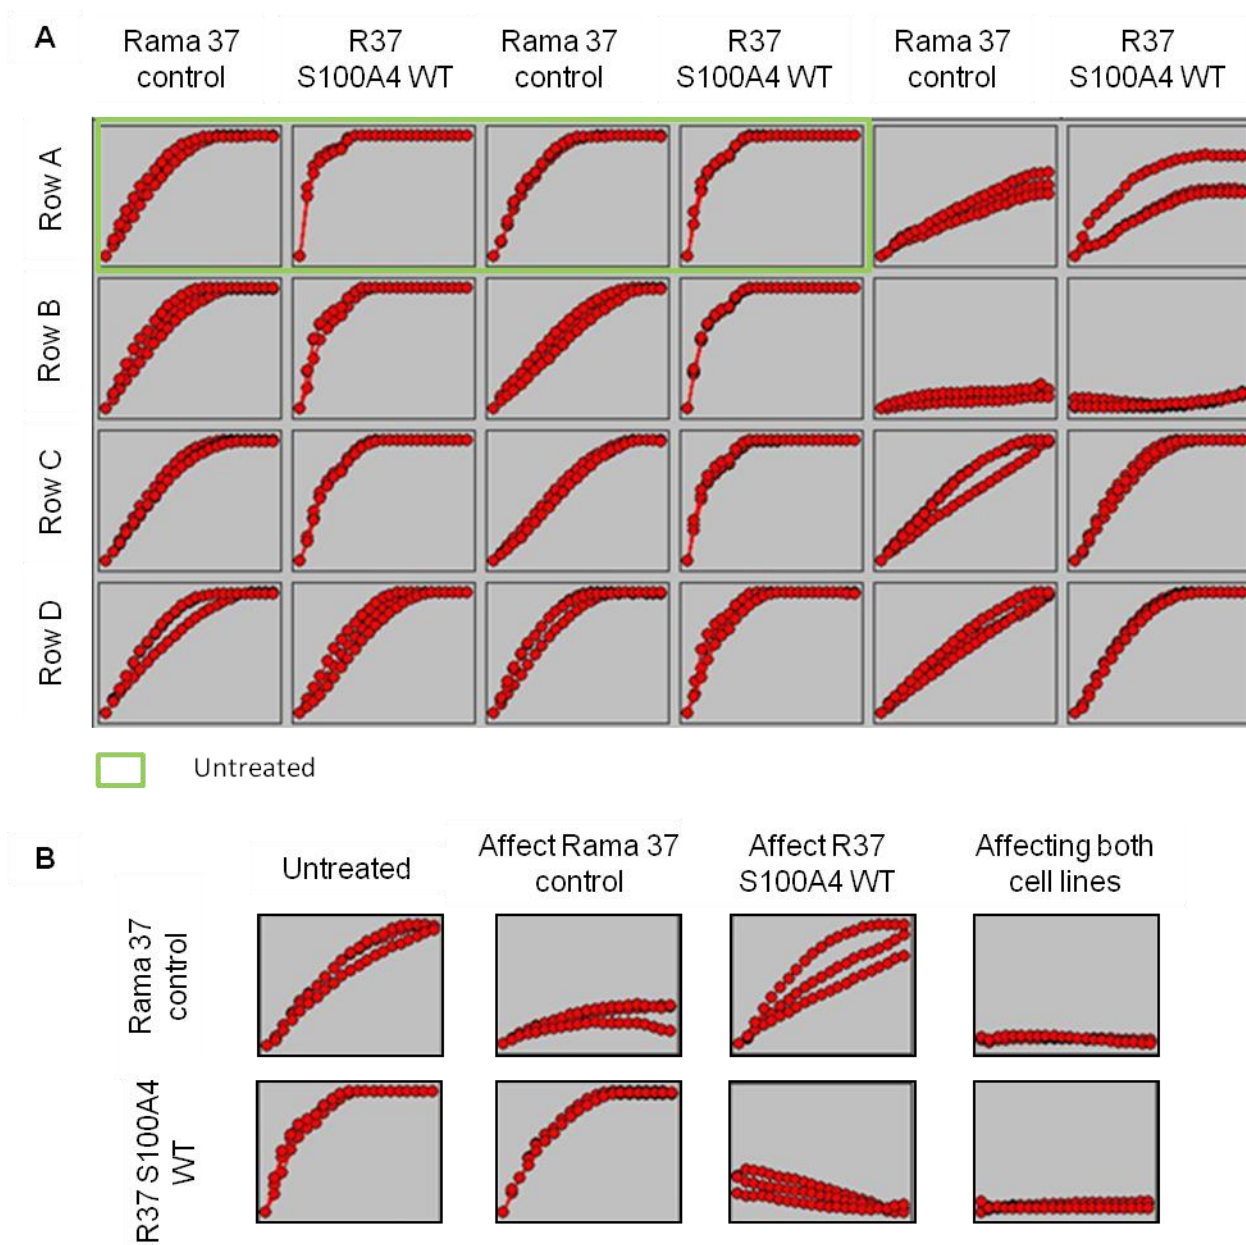 A
Rama 37
control
R37
S100A4 WT
Rama 37
control
R37
S100A4 WT
Rama 37
control
R37
S100A4 WT
Row A
Row B
Row C
Row D
Untreated
B
Untreated
Affect Rama 37
control
Affect R37
S100A4 WT
Affecting both
cell lines
Rama 37
control
R37 S100A4
WT